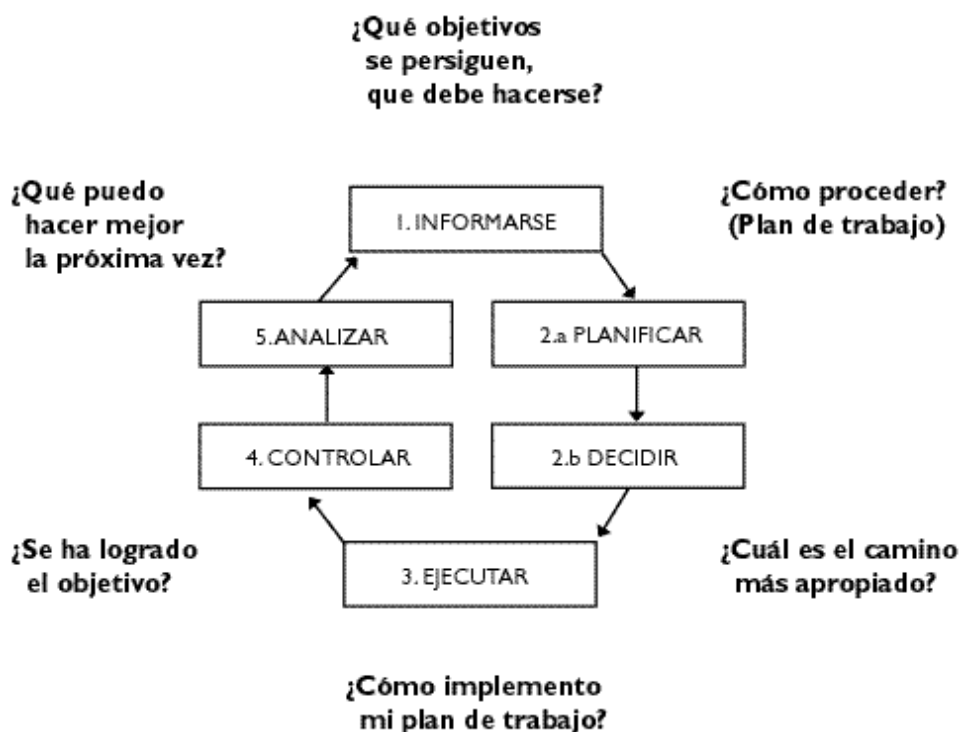 ¿Qué objetivos
se persiguen,
que debe hacerse?
¿Qué puedo
hacer mejor
la próxima vez?
1. INFORMARSE
¿Cómo proceder?
(Plan de trabajo)
5. ANALIZAR
2.a PLANIFICAR
4. CONTROLAR
2.b DECIDIR
¿Se ha logrado
el objetivo?
3. EJECUTAR
¿Cuál es el camino
más apropiado?
¿Cómo implemento
mi plan de trabajo?